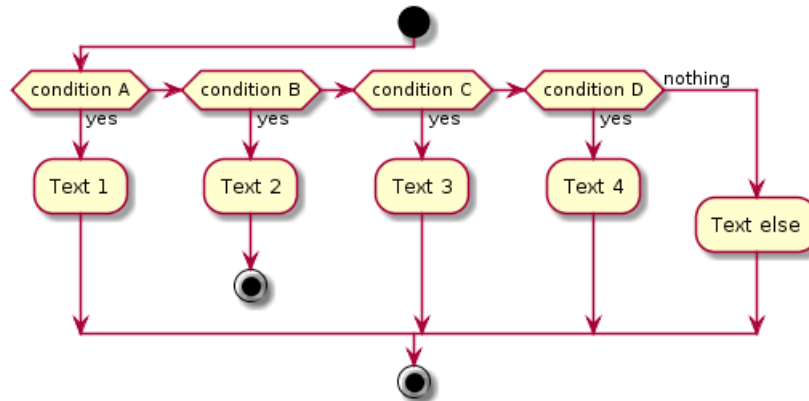 nothing
condition A
condition B
condition C
condition D
yes
yes
yes
yes
Text 1
Text 2
Text 3
Text 4
Text else